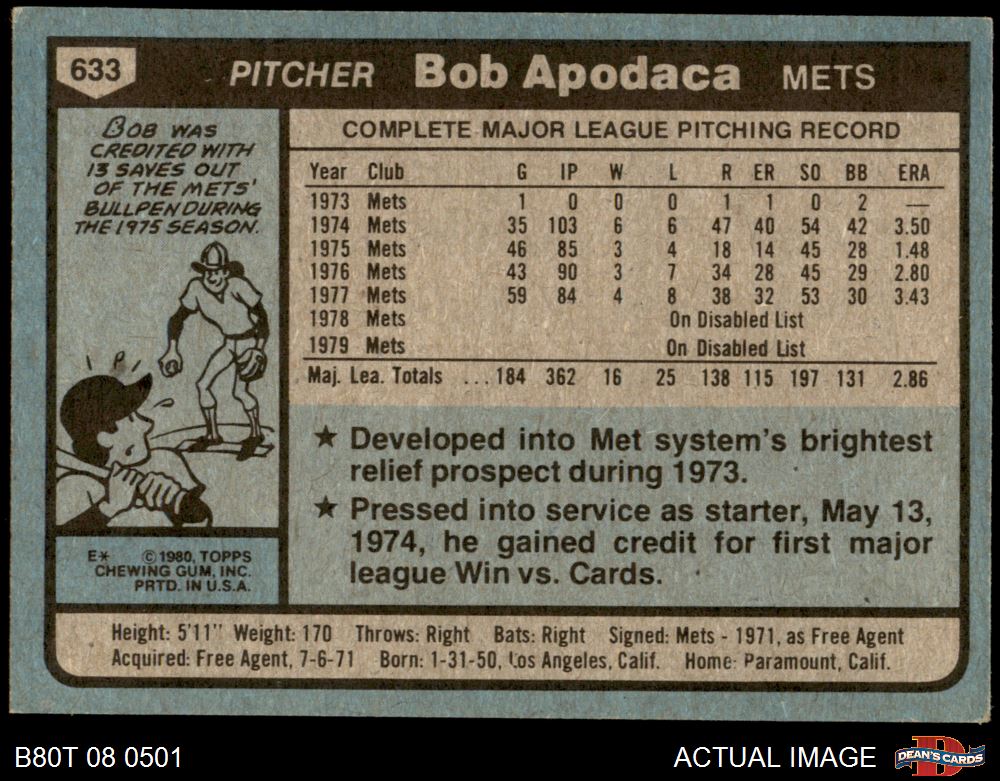 633 PITCHER Bob Apodaca METS
BOB WAS
CREDITED WITH
13 SAVES OUT
OF THE METS'
BULLPEN DURING
THE 1975 SEASON.
?
E* ©1980, TOPPS
CHEWING GUM, INC.
PRTD. IN U.S.A.
COMPLETE MAJOR LEAGUE PITCHING RECORD
Year Club G IP W L R ER SO BB ERA
1973 Mets 1 0 0 0 1 1 0 2 —
1974 Mets 35 103 6 6 47 40 54 42 3.50
1975 Mets 46 85 3 4 18 14 45 28 1.48
1976 Mets 43 90 3 7 34 28 45 29 2.80
1977 Mets 59 84 4 8 38 32 53 30 3.43
1978 Mets On Disabled List
1979 Mets On Disabled List
Maj. Lea. Totals ...184 362 16 25 138 115 197 131 2.86
★ Developed into Met system's brightest
relief prospect during 1973.
★ Pressed into service as starter, May 13,
1974, he gained credit for first major
league Win vs. Cards.
Height: 5'11" Weight: 170 Throws: Right Bats: Right Signed: Mets - 1971, as Free Agent
Acquired: Free Agent, 7-6-71 Born: 1-31-50, Los Angeles, Calif. Home: Paramount, Calif.
B80T 08 0501 ACTUAL IMAGE D DEAN'S CARDS